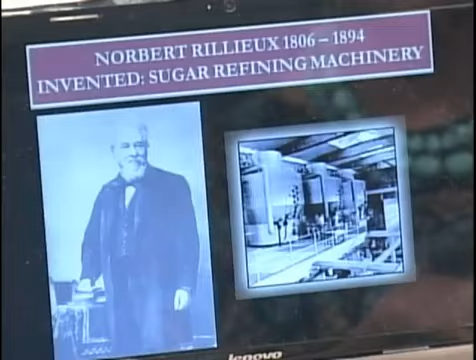 NORBERT RILLIEUX 1806 – 1894
INVENTED: SUGAR REFINING MACHINERY
lenovo